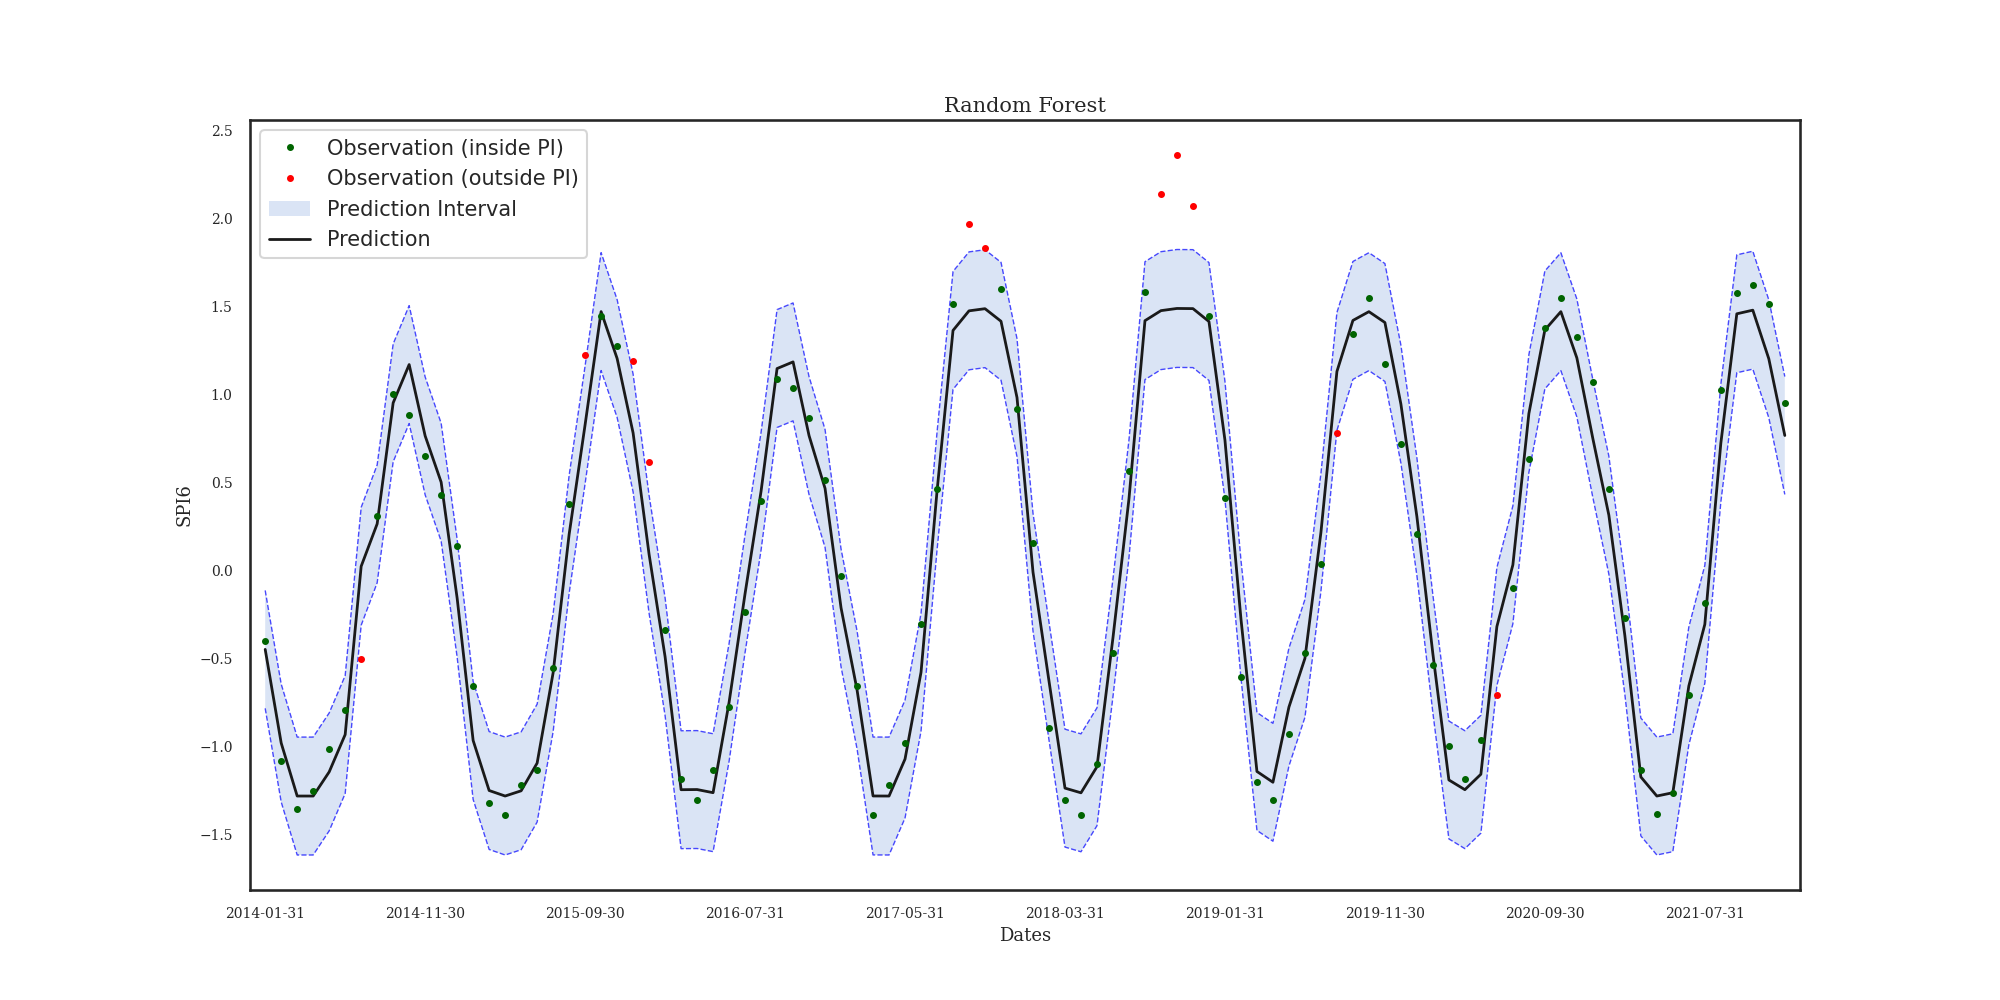 Random Forest
2.5
2.0
1.5
1.0
0.5
0.0
−0.5
−1.0
−1.5
SPI6
Observation (inside PI)
Observation (outside PI)
Prediction Interval
Prediction
2014-01-31 2014-11-30 2015-09-30 2016-07-31 2017-05-31 2018-03-31 2019-01-31 2019-11-30 2020-09-30 2021-07-31
Dates